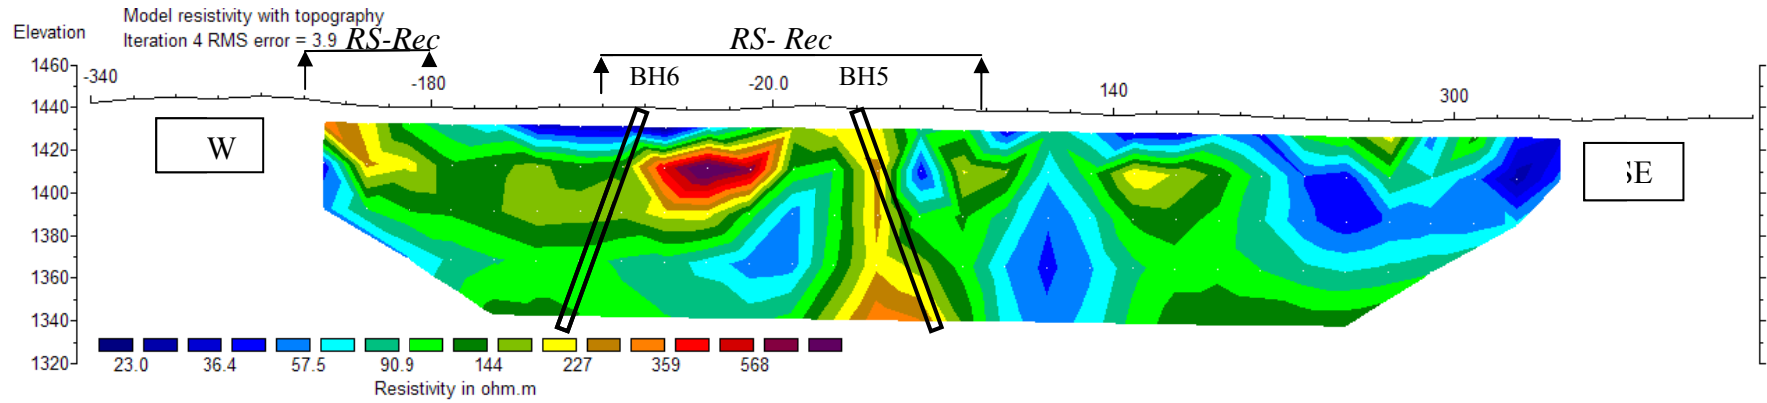 Model resistivity with topography
Elevation
Iteration 4 RMS error = 3.9 RS-Rec
RS- Rec
1460
-340
-180
BH6
-20.0
BH5
140
300
1440
W
1420
E
1400
1380
1360
1340
1320
23.0 36.4 57.5 90.9 144 227 359 568
Resistivity in ohm.m